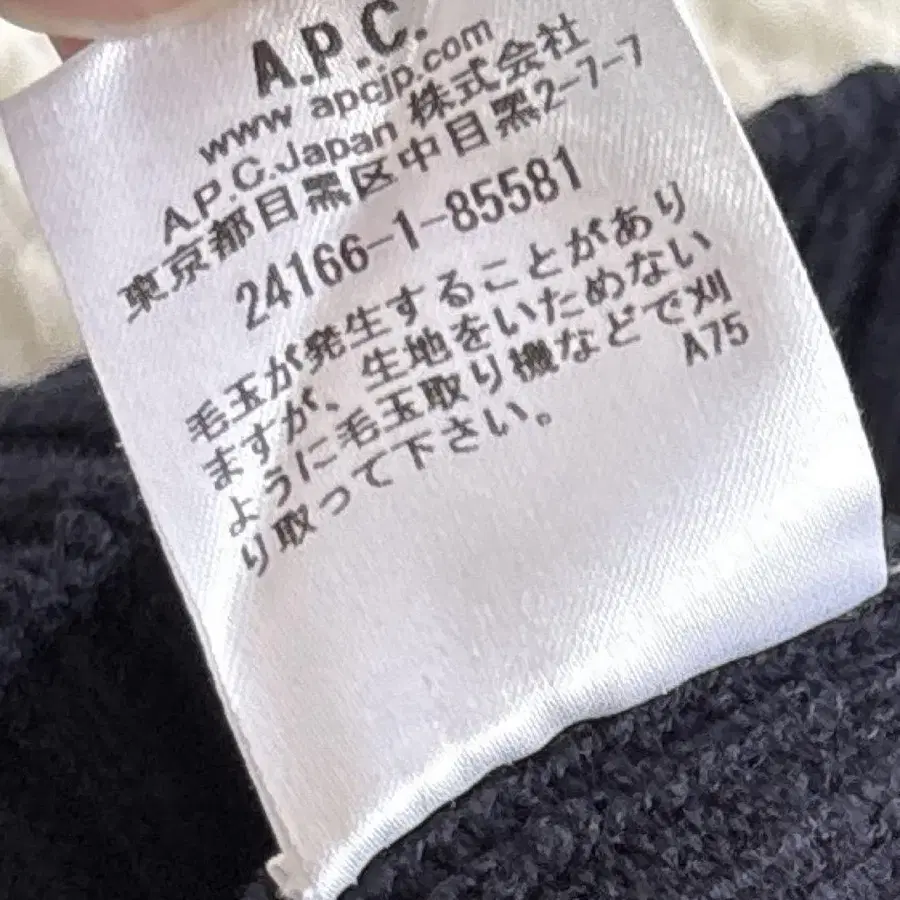 A.P.C.
www apcjp.com
A.P.C.Japan 株式会社
東京都目黒区中目黒2-7-7
24166-1-85581
毛玉が発生することがあり
ますが、生地をいためない
ように毛玉取り機などで刈
り取って下さい。
A75